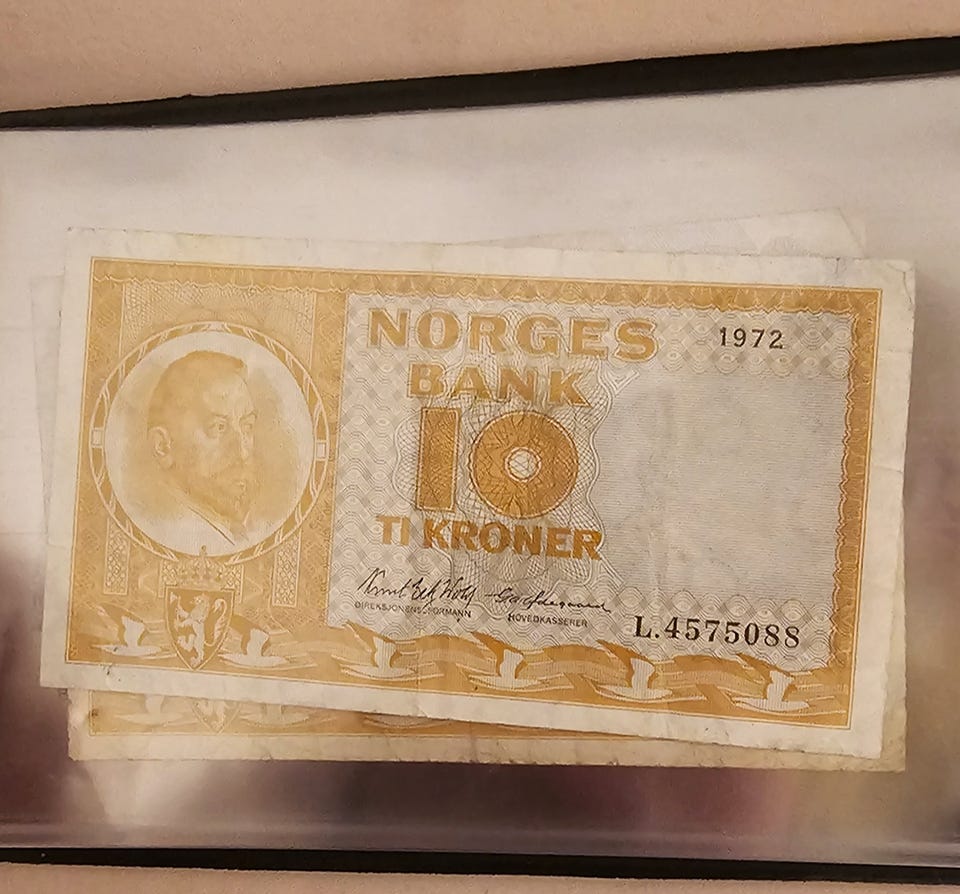 NORGES
1972
BANK
10
TI KRONER
DIREKSJONENS FORMANN
HOVEDKASSERER
L.4575088